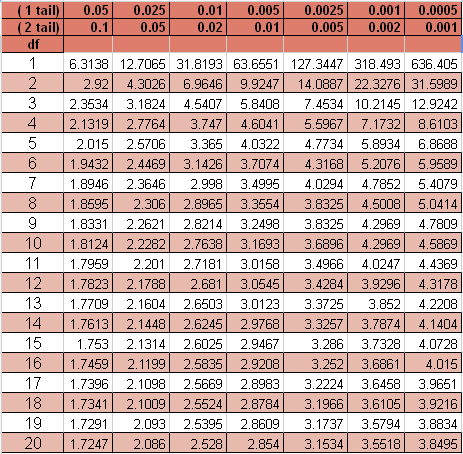 ( 1 tail) 0.05 0.025 0.01 0.005 0.0025 0.001 0.0005
( 2 tail) 0.1 0.05 0.02 0.01 0.005 0.002 0.001
df
1 6.3138 12.7065 31.8193 63.6551 127.3447 318.493 636.405
2 2.92 4.3026 6.9646 9.9247 14.0887 22.3276 31.5989
3 2.3534 3.1824 4.5407 5.8408 7.4534 10.2145 12.9242
4 2.1319 2.7764 3.747 4.6041 5.5967 7.1732 8.6103
5 2.015 2.5706 3.365 4.0322 4.7734 5.8934 6.8688
6 1.9432 2.4469 3.1426 3.7074 4.3168 5.2076 5.9589
7 1.8946 2.3646 2.998 3.4995 4.0294 4.7852 5.4079
8 1.8595 2.306 2.8965 3.3554 3.8325 4.5008 5.0414
9 1.8331 2.2621 2.8214 3.2498 3.8325 4.2969 4.7809
10 1.8124 2.2282 2.7638 3.1693 3.6896 4.2969 4.5869
11 1.7959 2.201 2.7181 3.0158 3.4966 4.0247 4.4369
12 1.7823 2.1788 2.681 3.0545 3.4284 3.9296 4.3178
13 1.7709 2.1604 2.6503 3.0123 3.3725 3.852 4.2208
14 1.7613 2.1448 2.6245 2.9768 3.3257 3.7874 4.1404
15 1.753 2.1314 2.6025 2.9467 3.286 3.7328 4.0728
16 1.7459 2.1199 2.5835 2.9208 3.252 3.6861 4.015
17 1.7396 2.1098 2.5669 2.8983 3.2224 3.6458 3.9651
18 1.7341 2.1009 2.5524 2.8784 3.1966 3.6105 3.9216
19 1.7291 2.093 2.5395 2.8609 3.1737 3.5794 3.8834
20 1.7247 2.086 2.528 2.854 3.1534 3.5518 3.8495